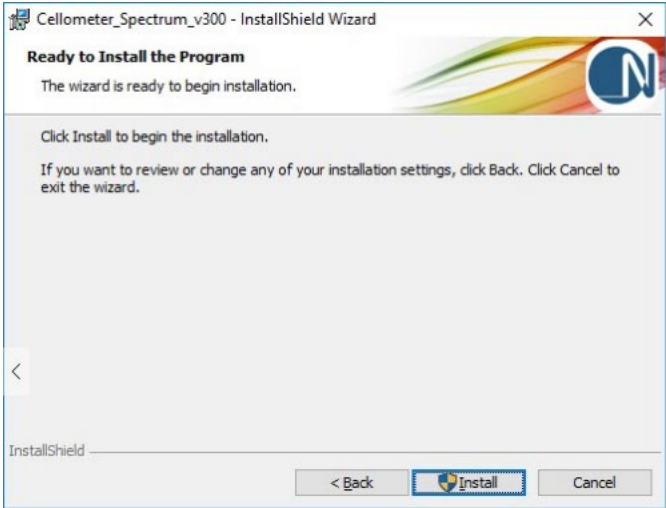 Cellometer_Spectrum_v300 - InstallShield Wizard
Ready to Install the Program
The wizard is ready to begin installation.
N
Click Install to begin the installation.
If you want to review or change any of your installation settings, click Back. Click Cancel to
exit the wizard.
InstallShield
< Back
Install
Cancel